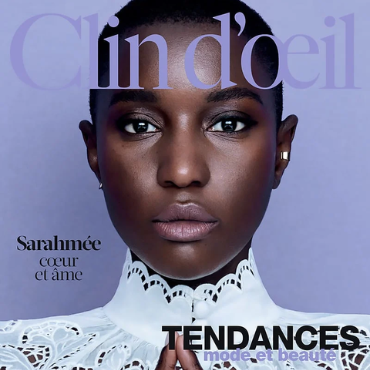 Clin d'œil
Sarahmée
cœur
et âme
TENDANCES
mode et beauté